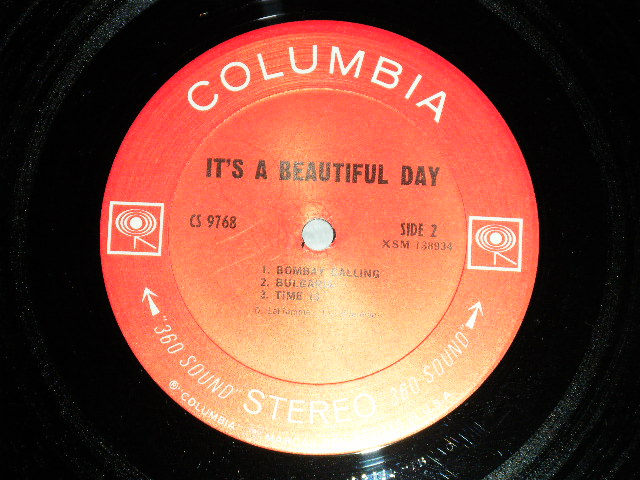 COLUMBIA
IT'S A BEAUTIFUL DAY
CS 9768
SIDE 2
XSM 138934
1. BOMBAY CALLING
2. BULGARIA
3. TIME IS
"360 SOUND" STEREO "360 SOUND"
® "COLUMBIA"